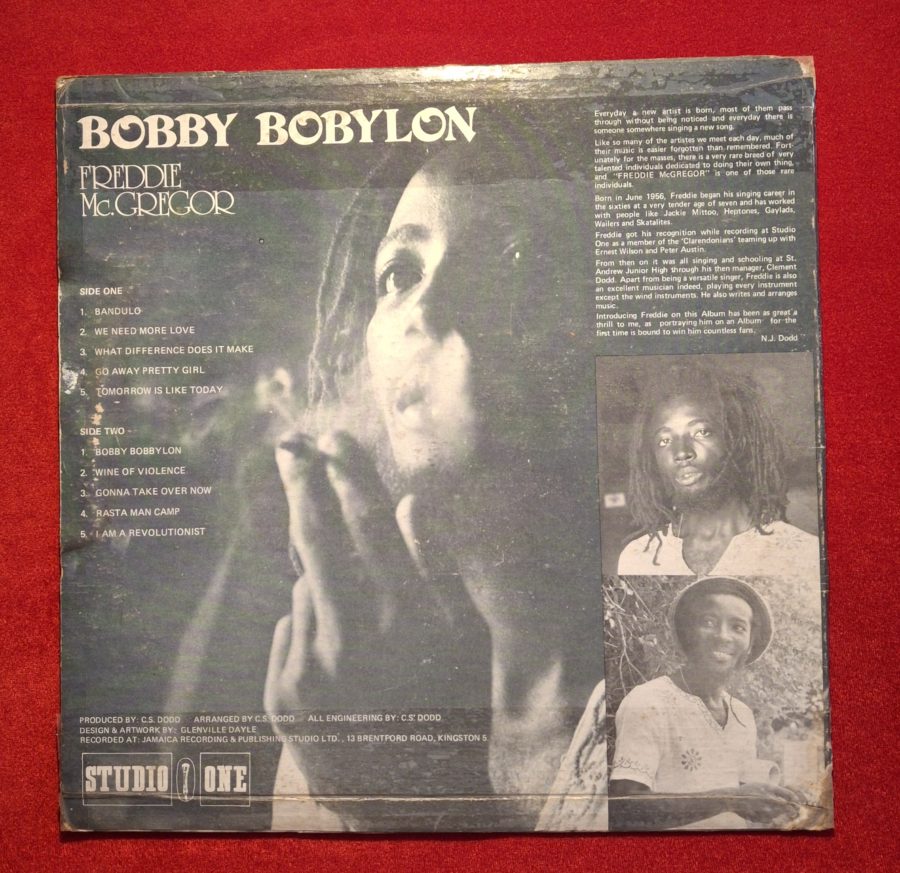 BOBBY BOBYLON
FREDDIE
Mc.GREGOR
SIDE ONE
1. BANDULO
2. WE NEED MORE LOVE
3. WHAT DIFFERENCE DOES IT MAKE
4. GO AWAY PRETTY GIRL
5. TOMORROW IS LIKE TODAY
SIDE TWO
1. BOBBY BOBBYLON
2. WINE OF VIOLENCE
3. GONNA TAKE OVER NOW
4. RASTA MAN CAMP
5. I AM A REVOLUTIONIST
PRODUCED BY: C.S. DODD ARRANGED BY: C.S. DODD ALL ENGINEERING BY: C.S. DODD
DESIGN & ARTWORK BY: GLENVILLE DAYLE
RECORDED AT: JAMAICA RECORDING & PUBLISHING STUDIO LTD., 13 BRENTFORD ROAD, KINGSTON 5
STUDIO ONE
Everyday a new artist is born, most of them pass
through without being noticed and everyday there is
someone somewhere singing a new song.
Like so many of the artistes we meet each day, much of
their music is easier forgotten than remembered. Fort-
unately for the masses, there is a very rare breed of very
talented individuals dedicated to doing their own thing,
and "FREDDIE McGREGOR" is one of those rare
individuals.
Born in June 1956, Freddie began his singing career in
the sixties at a very tender age of seven and has worked
with people like Jackie Mittoo, Heptones, Gaylads,
Wailers and Skatalites.
Freddie got his recognition while recording at Studio
One as a member of the 'Clarendonians' teaming up with
Ernest Wilson and Peter Austin.
From then on it was all singing and schooling at St.
Andrew Junior High through his then manager, Clement
Dodd. Apart from being a versatile singer, Freddie is also
an excellent musician indeed, playing every instrument
except the wind instruments. He also writes and arranges
music.
Introducing Freddie on this Album has been as great a
thrill to me, as portraying him on an Album for the
first time is bound to win him countless fans.
N.J. Dodd